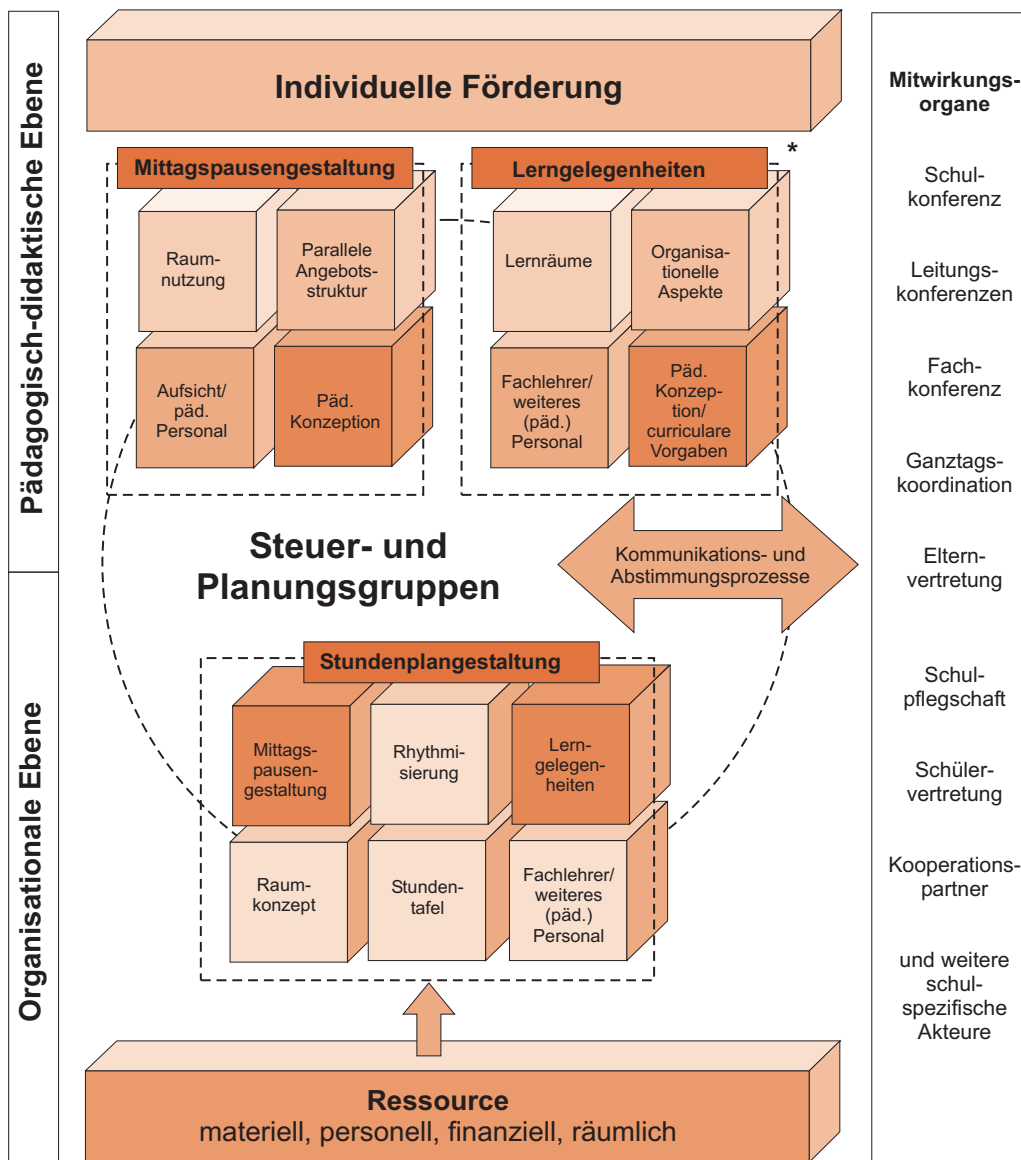 Pädagogisch-didaktische Ebene
Organisationale Ebene
Individuelle Förderung
*
Mittagspausengestaltung
Raum-
nutzung
Parallele
Angebots-
struktur
Aufsicht/
päd.
Personal
Päd.
Konzeption
Lerngelegenheiten
Lernräume
Organisa-
tionelle
Aspekte
Fachlehrer/
weiteres
(päd.)
Personal
Päd.
Konzep-
tion/
curriculare
Vorgaben
Steuer- und
Planungsgruppen
Kommunikations- und
Abstimmungsprozesse
Stundenplangestaltung
Mittags-
pausen-
gestaltung
Rhythmi-
sierung
Lern-
gelegen-
heiten
Raum-
konzept
Stunden-
tafel
Fachlehrer/
weiteres
(päd.)
Personal
Ressource
materiell, personell, finanziell, räumlich
Mitwirkungs-
organe
Schul-
konferenz
Leitungs-
konferenzen
Fach-
konferenz
Ganztags-
koordination
Eltern-
vertretung
Schul-
pflegschaft
Schüler-
vertretung
Kooperations-
partner
und weitere
schul-
spezifische
Akteure